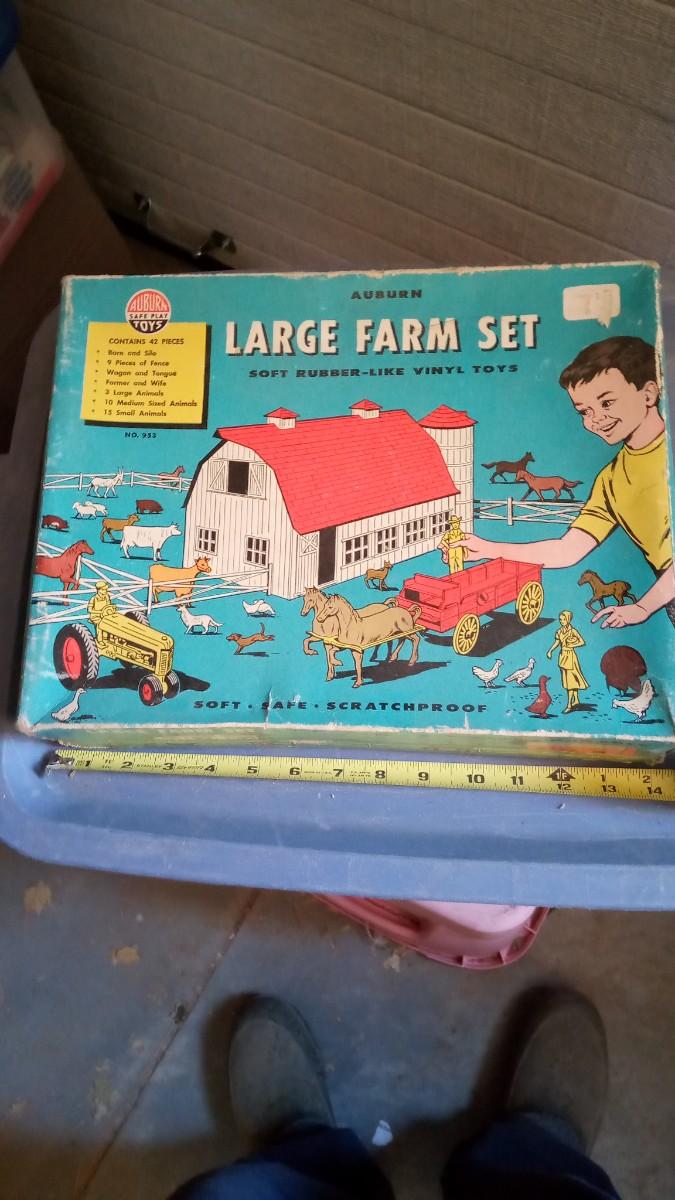 AUBURN
SAFE PLAY
TOYS
CONTAINS 42 PIECES
• Barn and Silo
• 9 Pieces of Fence
• Wagon and Tongue
• Farmer and Wife
• 3 Large Animals
• 10 Medium Sized Animals
• 15 Small Animals
NO. 953
AUBURN
LARGE FARM SET
SOFT RUBBER-LIKE VINYL TOYS
SOFT • SAFE • SCRATCHPROOF
1 2 3 4 5 6 7 8 9 10 11 1F 1 2
12 13 14